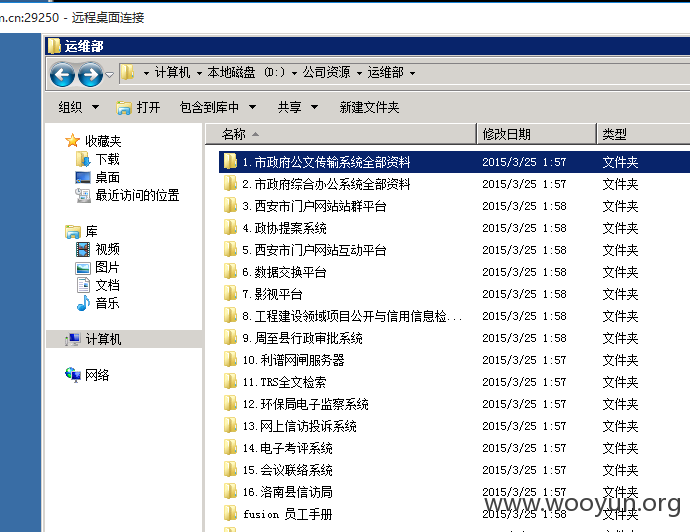 m.cn:29250 - 远程桌面连接
运维部
计算机 本地磁盘 (D:) 公司资源 运维部
组织 打开 包含到库中 共享 新建文件夹
收藏夹
下载
桌面
最近访问的位置
库
视频
图片
文档
音乐
计算机
网络
名称 修改日期 类型
1.市政府公文传输系统全部资料 2015/3/25 1:57 文件夹
2.市政府综合办公系统全部资料 2015/3/25 1:57 文件夹
3.西安市门户网站站群平台 2015/3/25 1:58 文件夹
4.政协提案系统 2015/3/25 1:58 文件夹
5.西安市门户网站互动平台 2015/3/25 1:58 文件夹
6.数据交换平台 2015/3/25 1:58 文件夹
7.影视平台 2015/3/25 1:58 文件夹
8.工程建设领域项目公开与信用信息检... 2015/3/25 1:58 文件夹
9.周至县行政审批系统 2015/3/25 1:58 文件夹
10.利谱网闸服务器 2015/3/25 1:57 文件夹
11.TRS全文检索 2015/3/25 1:57 文件夹
12.环保局电子监察系统 2015/3/25 1:57 文件夹
13.网上信访投诉系统 2015/3/25 1:57 文件夹
14.电子考评系统 2015/3/25 1:57 文件夹
15.会议联络系统 2015/3/25 1:57 文件夹
16.洛南县信访局 2015/3/25 1:57 文件夹
fusion 员工手册 2015/3/25 1:58 文件夹
www.wooyun.org